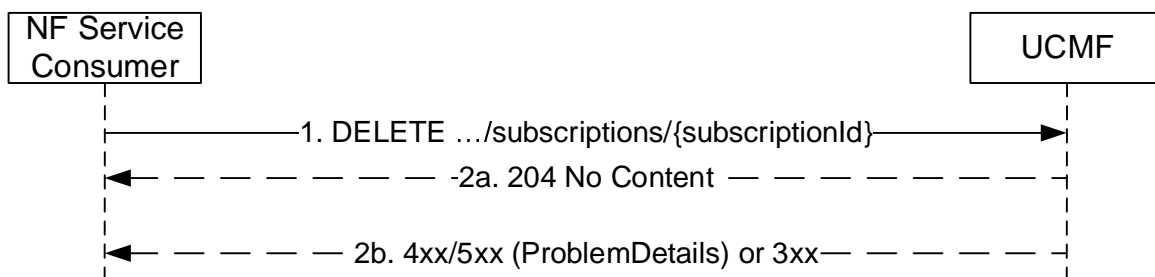 NF Service
Consumer
UCMF
1. DELETE …/subscriptions/{subscriptionId}
2a. 204 No Content
2b. 4xx/5xx (ProblemDetails) or 3xx